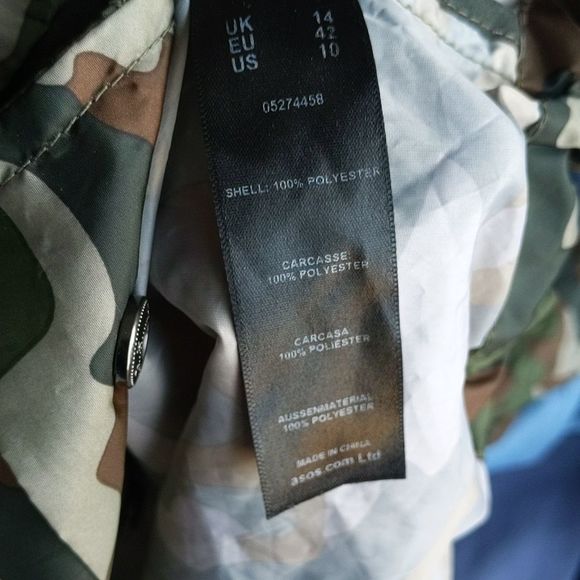 UK 14
EU 42
US 10
05274458
SHELL: 100% POLYESTER
CARCASSE:
100% POLYESTER
CARCASA:
100% POLIÉSTER
AUSSENMATERIAL:
100% POLYESTER
MADE IN CHINA
asos.com Ltd